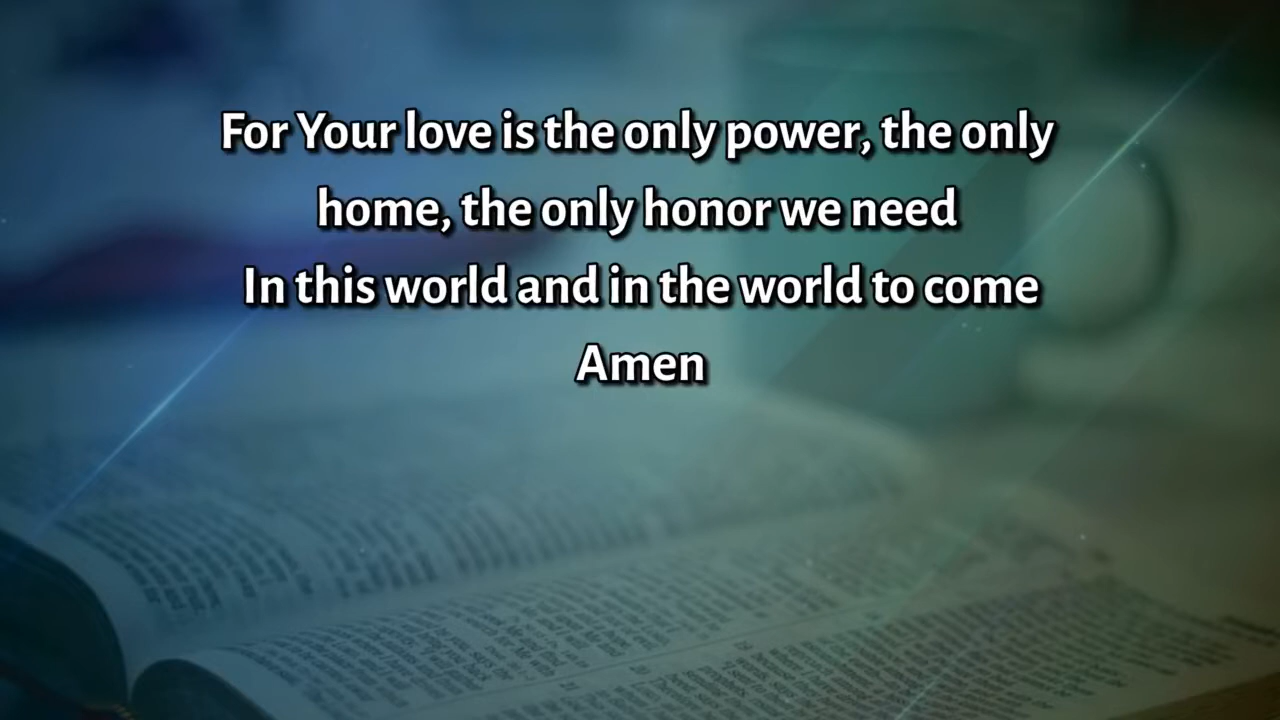 For Your love is the only power, the only
home, the only honor we need
In this world and in the world to come
Amen